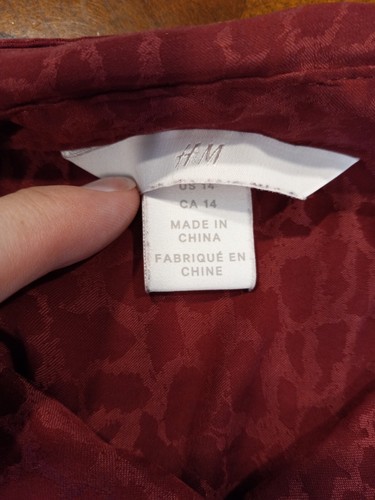 H&M
US 14
CA 14
MADE IN
CHINA
FABRIQUÉ EN
CHINE